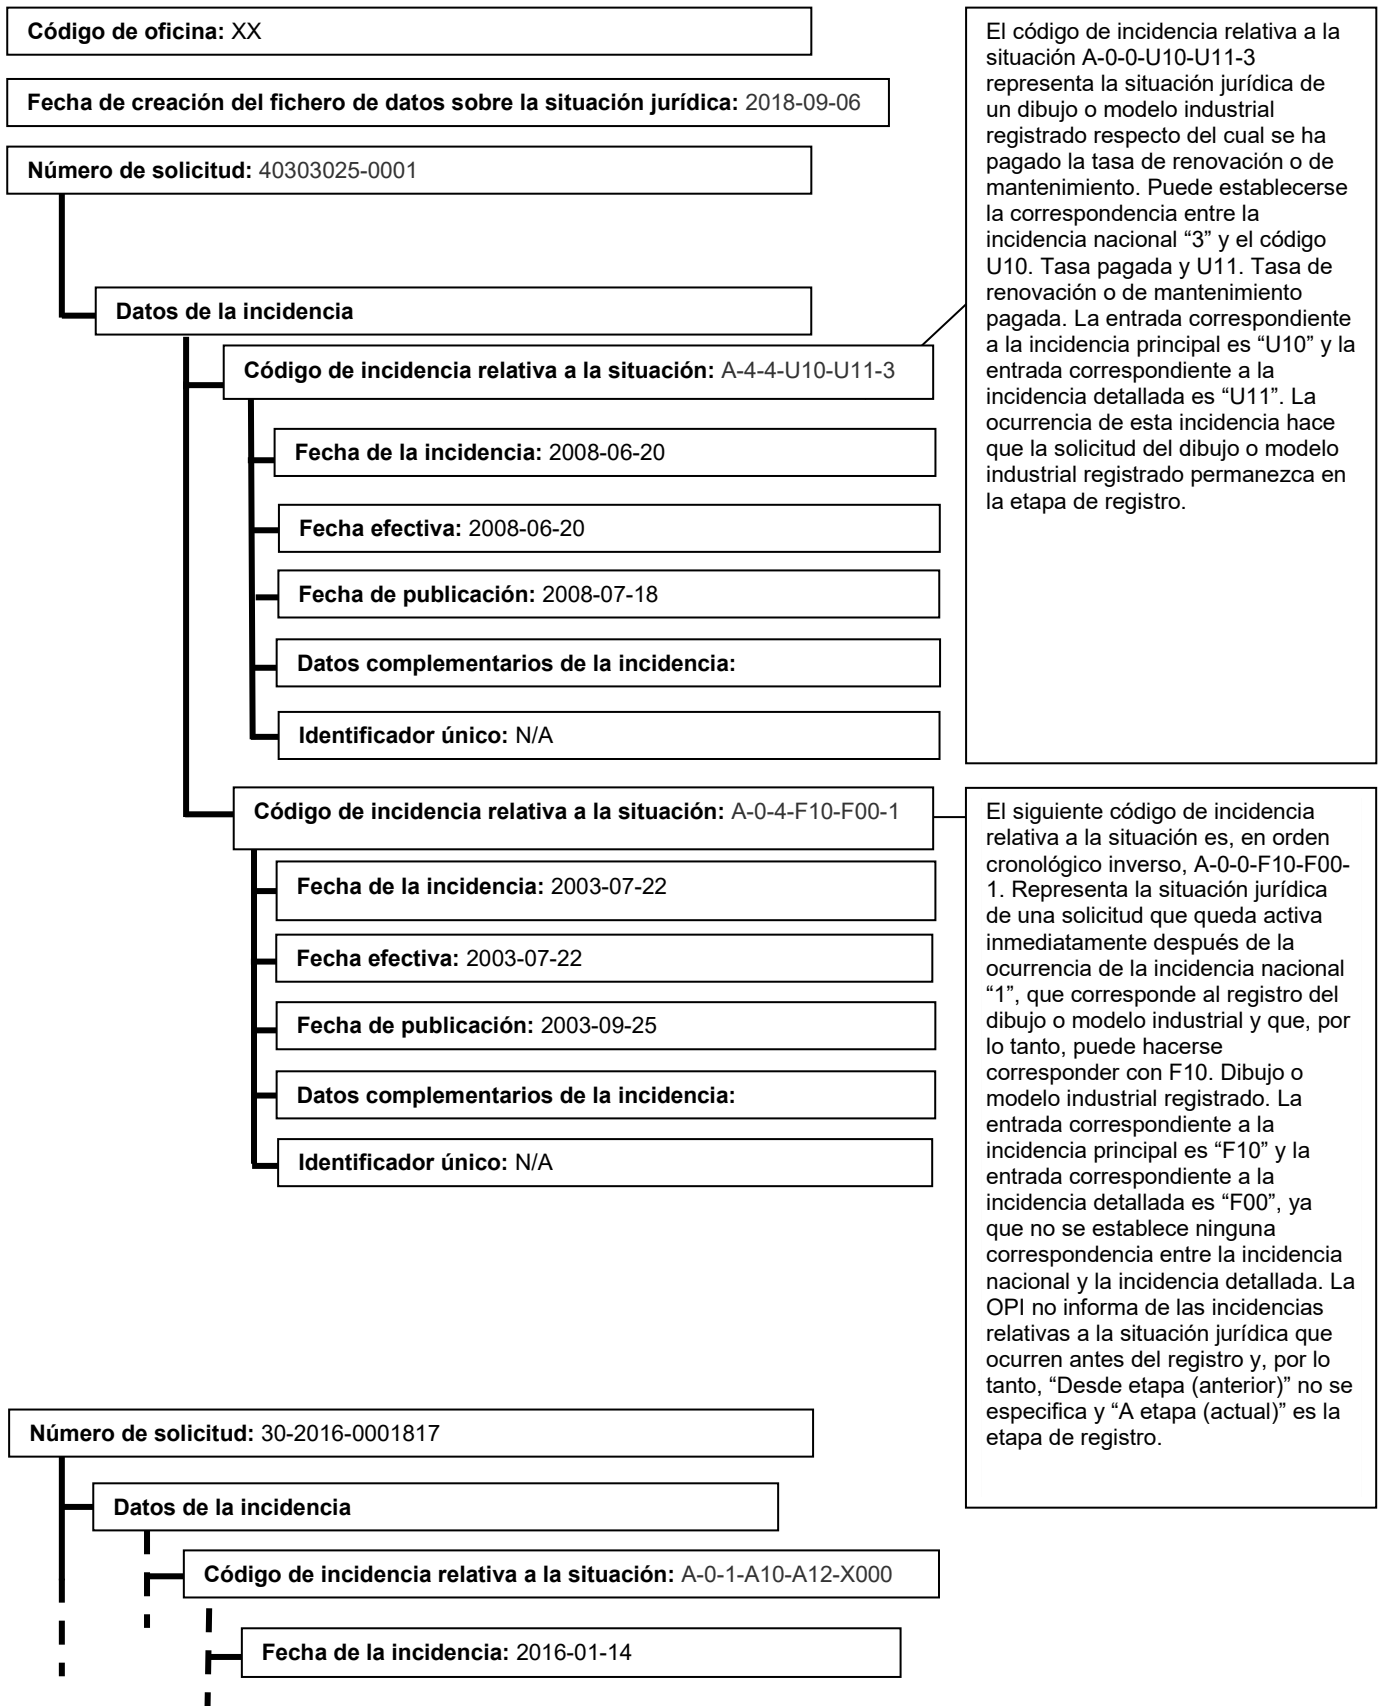 Código de oficina: XX
Fecha de creación del fichero de datos sobre la situación jurídica: 2018-09-06
Número de solicitud: 40303025-0001
Datos de la incidencia
Código de incidencia relativa a la situación: A-4-4-U10-U11-3
Fecha de la incidencia: 2008-06-20
Fecha efectiva: 2008-06-20
Fecha de publicación: 2008-07-18
Datos complementarios de la incidencia:
Identificador único: N/A
El código de incidencia relativa a la
situación A-0-0-U10-U11-3
representa la situación jurídica de
un dibujo o modelo industrial
registrado respecto del cual se ha
pagado la tasa de renovación o de
mantenimiento. Puede establecerse
la correspondencia entre la
incidencia nacional “3” y el código
U10. Tasa pagada y U11. Tasa de
renovación o de mantenimiento
pagada. La entrada correspondiente
a la incidencia principal es “U10” y la
entrada correspondiente a la
incidencia detallada es “U11”. La
ocurrencia de esta incidencia hace
que la solicitud del dibujo o modelo
industrial registrado permanezca en
la etapa de registro.
Código de incidencia relativa a la situación: A-0-4-F10-F00-1
Fecha de la incidencia: 2003-07-22
Fecha efectiva: 2003-07-22
Fecha de publicación: 2003-09-25
Datos complementarios de la incidencia:
Identificador único: N/A
El siguiente código de incidencia
relativa a la situación es, en orden
cronológico inverso, A-0-0-F10-F00-
1. Representa la situación jurídica
de una solicitud que queda activa
inmediatamente después de la
ocurrencia de la incidencia nacional
“1”, que corresponde al registro del
dibujo o modelo industrial y que, por
lo tanto, puede hacerse
corresponder con F10. Dibujo o
modelo industrial registrado. La
entrada correspondiente a la
incidencia principal es “F10” y la
entrada correspondiente a la
incidencia detallada es “F00”, ya
que no se establece ninguna
correspondencia entre la incidencia
nacional y la incidencia detallada. La
OPI no informa de las incidencias
relativas a la situación jurídica que
ocurren antes del registro y, por lo
tanto, “Desde etapa (anterior)” no se
especifica y “A etapa (actual)” es la
etapa de registro.
Número de solicitud: 30-2016-0001817
Datos de la incidencia
Código de incidencia relativa a la situación: A-0-1-A10-A12-X000
Fecha de la incidencia: 2016-01-14